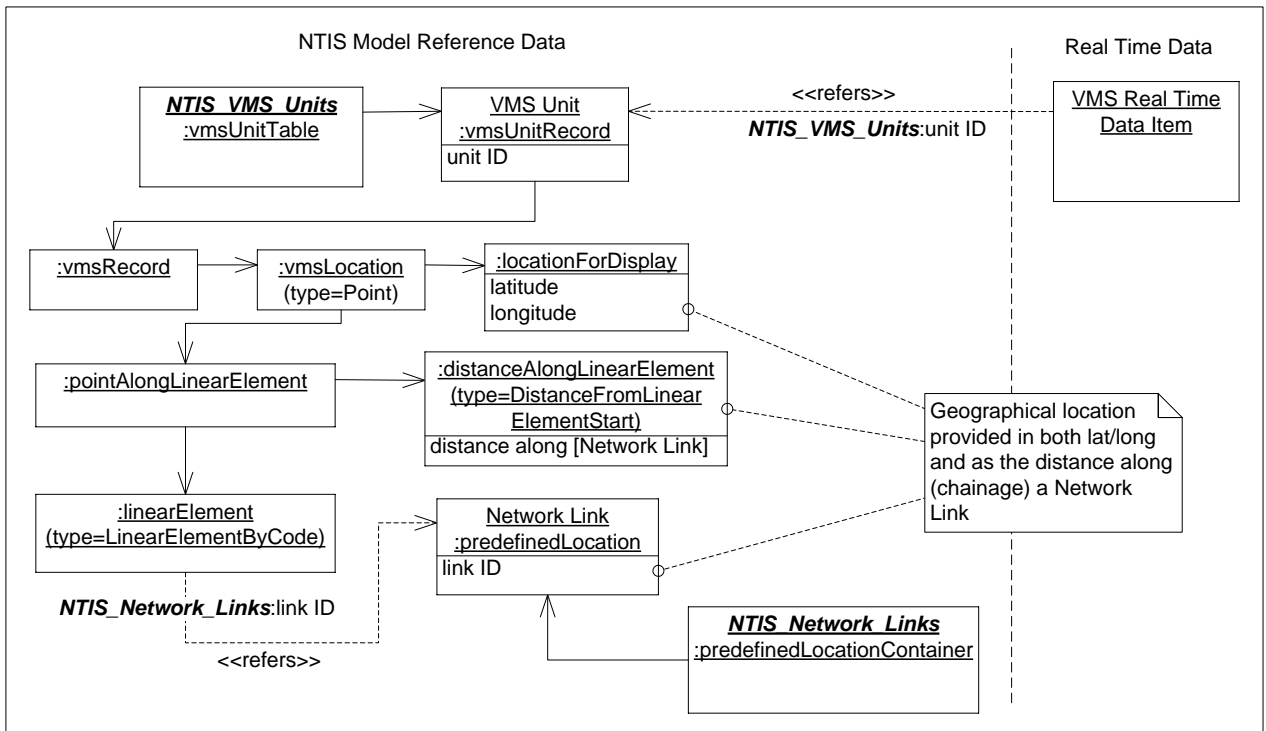 NTIS Model Reference Data
Real Time Data
NTIS_VMS_Units
:vmsUnitTable
VMS Unit
:vmsUnitRecord
unit ID
<<refers>>
NTIS_VMS_Units:unit ID
VMS Real Time
Data Item
:vmsRecord
:vmsLocation
(type=Point)
:locationForDisplay
latitude
longitude
:pointAlongLinearElement
:distanceAlongLinearElement
(type=DistanceFromLinear
ElementStart)
distance along [Network Link]
Geographical location
provided in both lat/long
and as the distance along
(chainage) a Network
Link
:linearElement
(type=LinearElementByCode)
Network Link
:predefinedLocation
link ID
NTIS_Network_Links:link ID
<<refers>>
NTIS_Network_Links
:predefinedLocationContainer